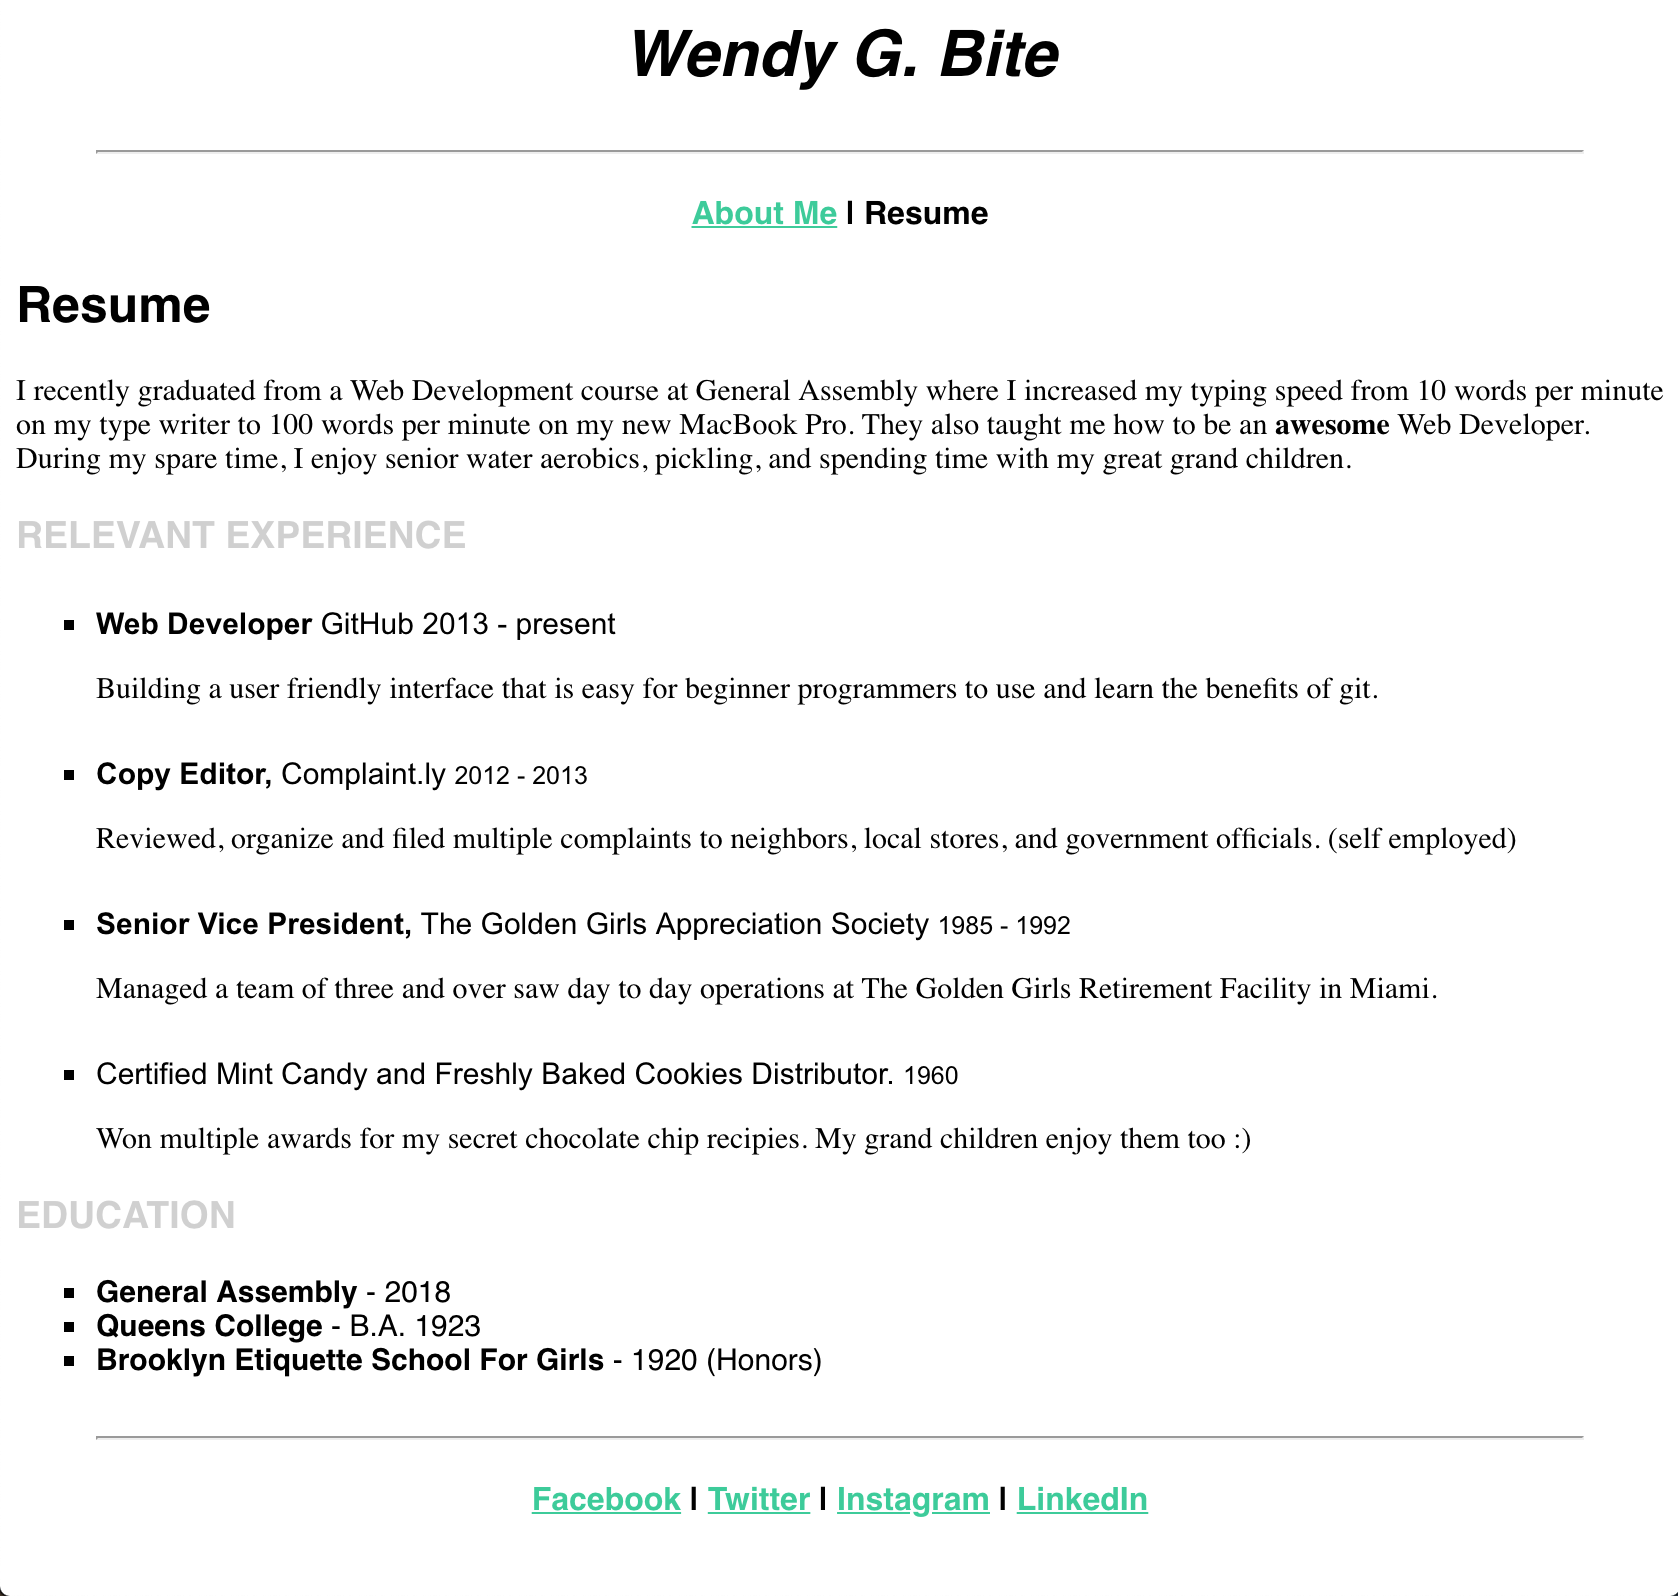 Wendy G. Bite
About Me | Resume
Resume
I recently graduated from a Web Development course at General Assembly where I increased my typing speed from 10 words per minute
on my type writer to 100 words per minute on my new MacBook Pro. They also taught me how to be an awesome Web Developer.
During my spare time, I enjoy senior water aerobics, pickling, and spending time with my great grand children.
RELEVANT EXPERIENCE
Web Developer GitHub 2013 - present
Building a user friendly interface that is easy for beginner programmers to use and learn the benefits of git.
Copy Editor, Complaint.ly 2012 - 2013
Reviewed, organize and filed multiple complaints to neighbors, local stores, and government officials. (self employed)
Senior Vice President, The Golden Girls Appreciation Society 1985 - 1992
Managed a team of three and over saw day to day operations at The Golden Girls Retirement Facility in Miami.
Certified Mint Candy and Freshly Baked Cookies Distributor. 1960
Won multiple awards for my secret chocolate chip recipies. My grand children enjoy them too :)
EDUCATION
General Assembly - 2018
Queens College - B.A. 1923
Brooklyn Etiquette School For Girls - 1920 (Honors)
Facebook | Twitter | Instagram | LinkedIn